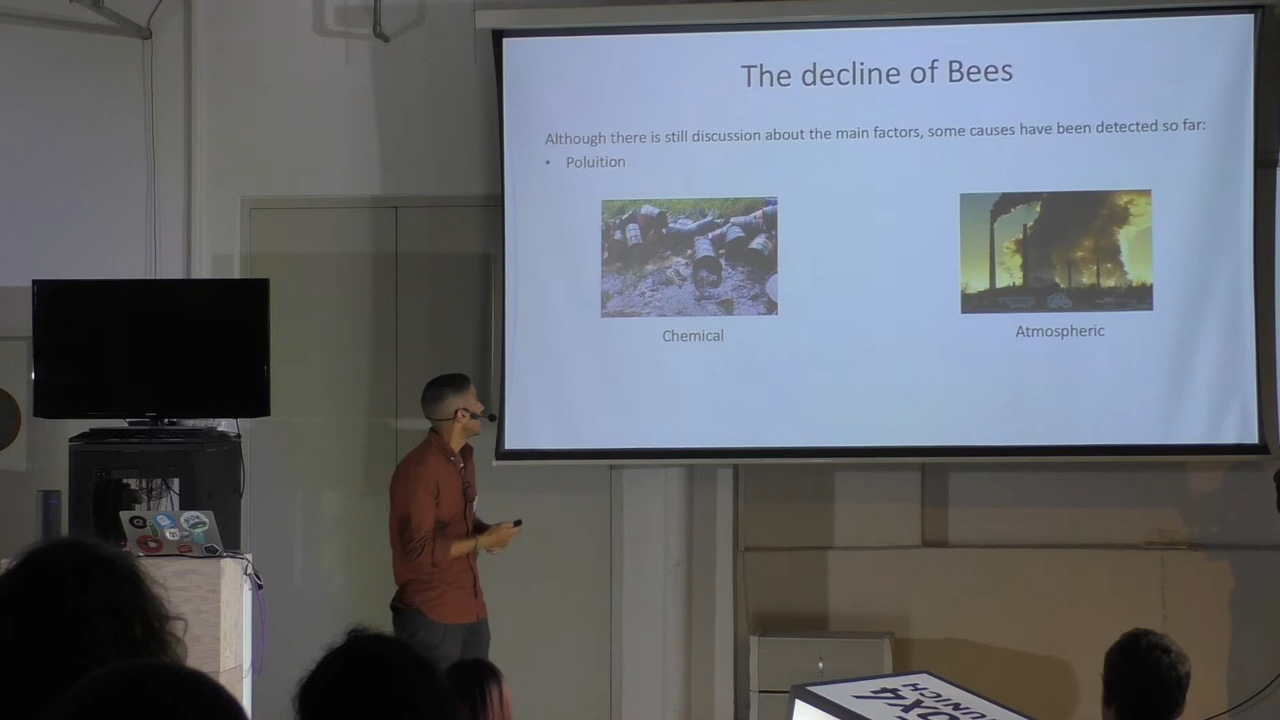 The decline of Bees
Although there is still discussion about the main factors, some causes have been detected so far:
• Poluition
Chemical
Atmospheric